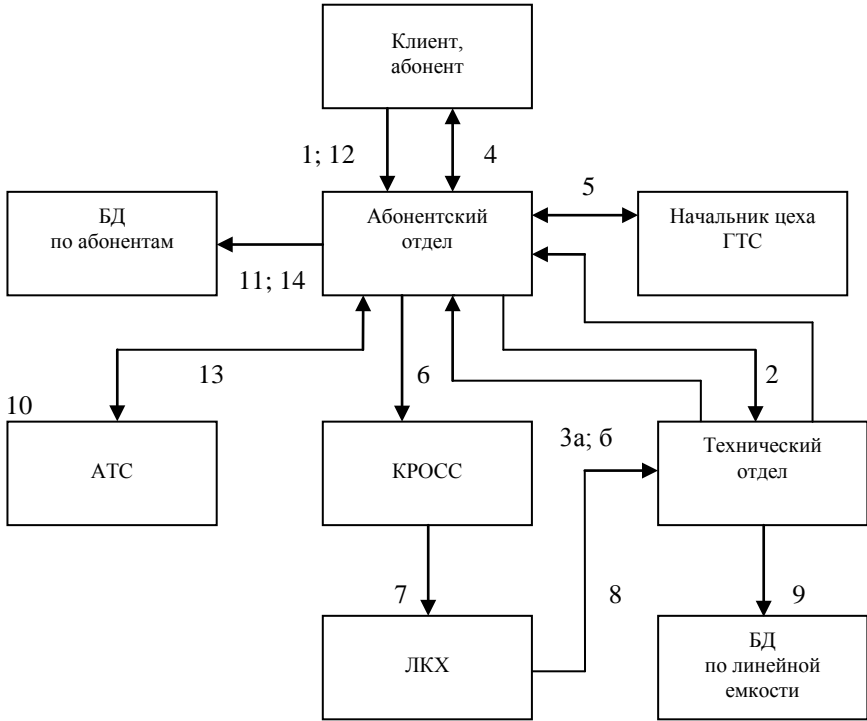 Клиент,
абонент
1; 12
4
5
БД
по абонентам
Абонентский
отдел
Начальник цеха
ГТС
11; 14
13
6
2
10
3а; б
АТС
КРОСС
Технический
отдел
7
8
9
ЛКХ
БД
по линейной
емкости